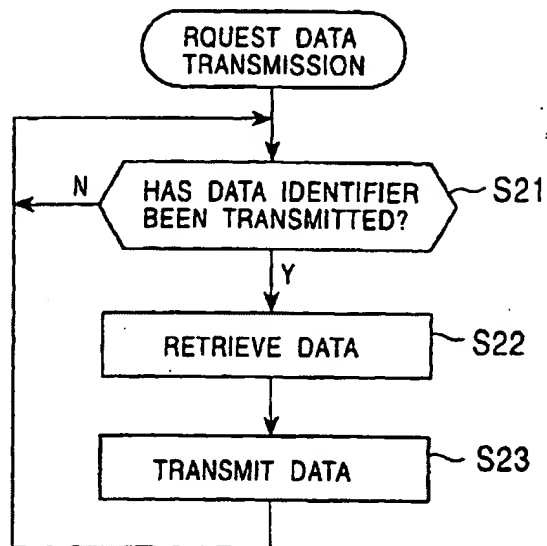 RQUEST DATA
TRANSMISSION
N
HAS DATA IDENTIFIER
BEEN TRANSMITTED?
S21
Y
RETRIEVE DATA
S22
TRANSMIT DATA
S23